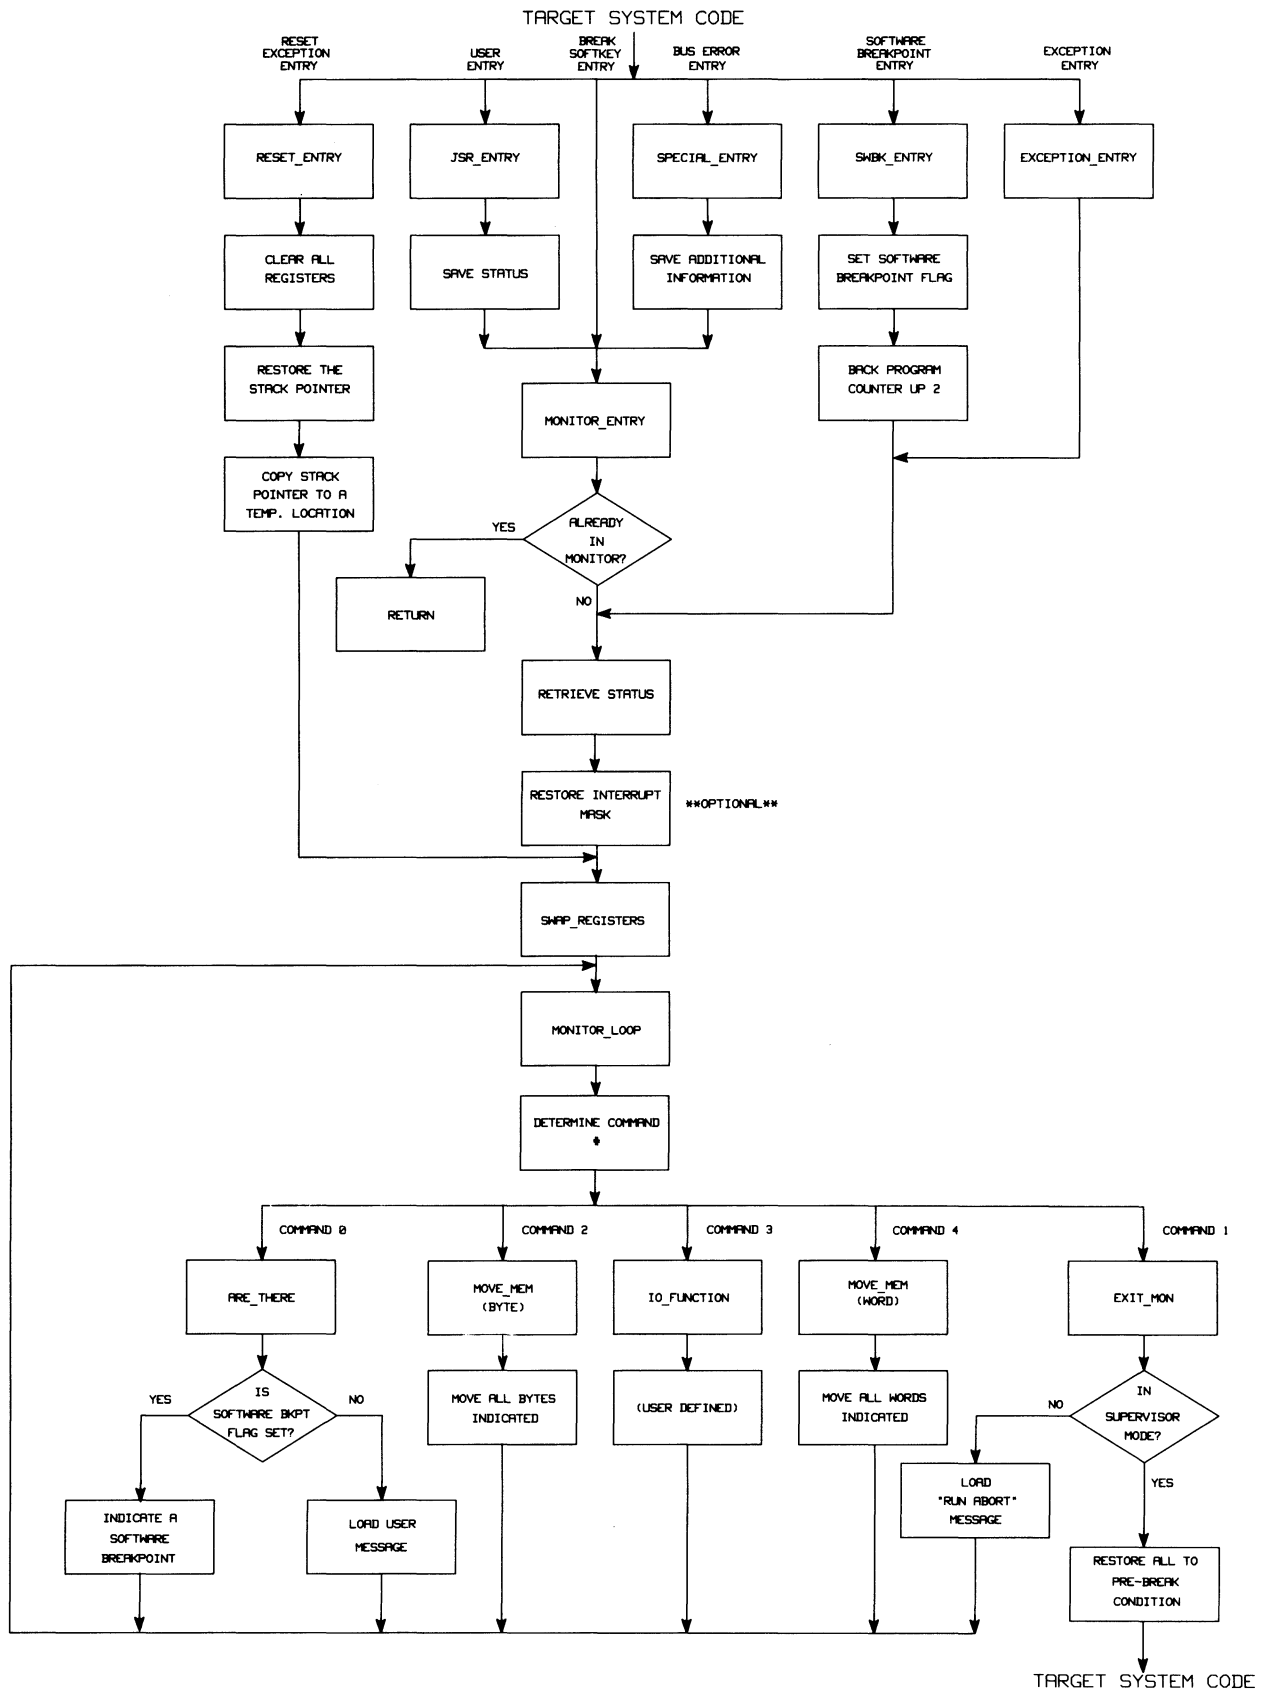 TARGET SYSTEM CODE
RESET
EXCEPTION
ENTRY
USER
ENTRY
BREAK
SOFTKEY
ENTRY
BUS ERROR
ENTRY
SOFTWARE
BREAKPOINT
ENTRY
EXCEPTION
ENTRY
RESET_ENTRY
JSR_ENTRY
SPECIAL_ENTRY
SWBK_ENTRY
EXCEPTION_ENTRY
CLEAR ALL
REGISTERS
SAVE STATUS
SAVE ADDITIONAL
INFORMATION
SET SOFTWARE
BREAKPOINT FLAG
RESTORE THE
STACK POINTER
BACK PROGRAM
COUNTER UP 2
MONITOR_ENTRY
COPY STACK
POINTER TO A
TEMP. LOCATION
YES
ALREADY
IN
MONITOR?
NO
RETURN
RETRIEVE STATUS
RESTORE INTERRUPT
MASK
**OPTIONAL**
SWAP_REGISTERS
MONITOR_LOOP
DETERMINE COMMAND
#
COMMAND 0
COMMAND 2
COMMAND 3
COMMAND 4
COMMAND 1
ARE_THERE
MOVE_MEM
(BYTE)
IO_FUNCTION
MOVE_MEM
(WORD)
EXIT_MON
YES
IS
SOFTWARE BKPT
FLAG SET?
NO
MOVE ALL BYTES
INDICATED
(USER DEFINED)
MOVE ALL WORDS
INDICATED
NO
IN
SUPERVISOR
MODE?
YES
INDICATE A
SOFTWARE
BREAKPOINT
LOAD USER
MESSAGE
LOAD
"RUN ABORT"
MESSAGE
RESTORE ALL TO
PRE-BREAK
CONDITION
TARGET SYSTEM CODE